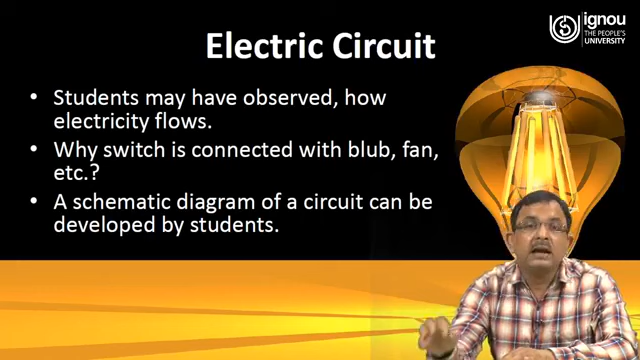 ignou
THE PEOPLE'S
UNIVERSITY
Electric Circuit
• Students may have observed, how
electricity flows.
• Why switch is connected with blub, fan,
etc.?
• A schematic diagram of a circuit can be
developed by students.